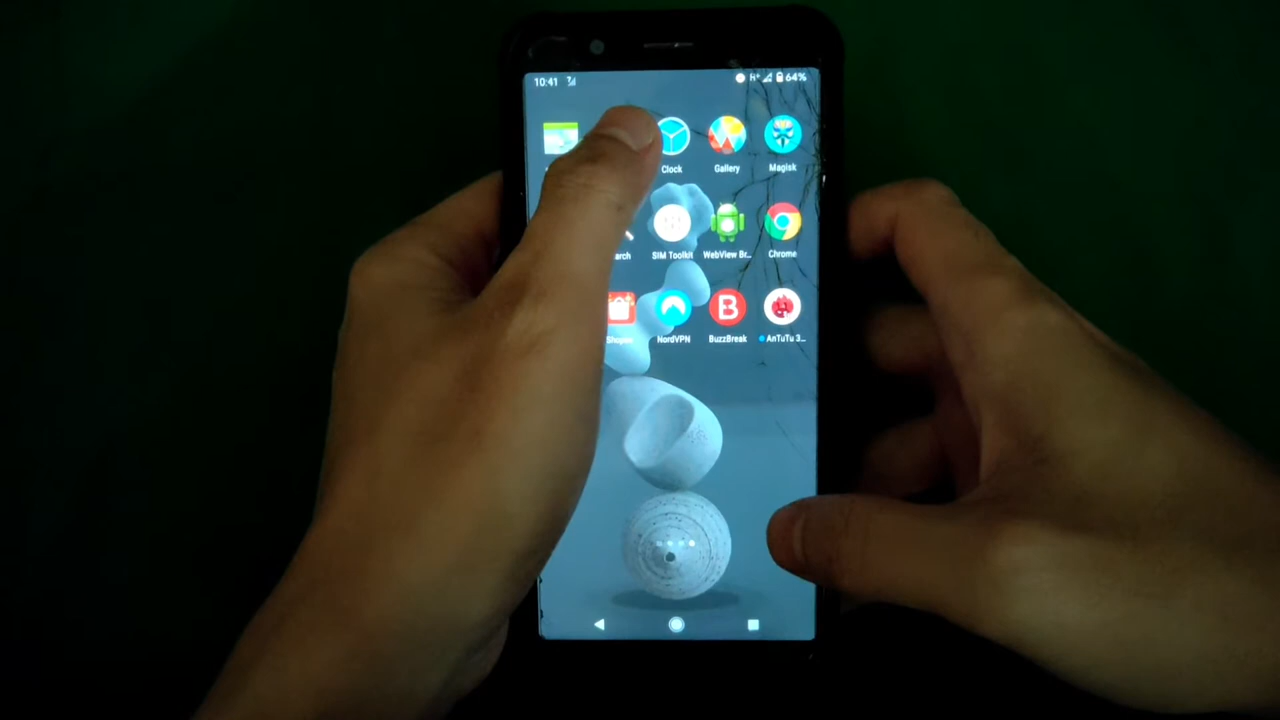 10:41 H+ 64%
Clock Gallery Magisk
SIM Toolkit WebView Br... Chrome
NordVPN BuzzBreak AnTuTu 3...